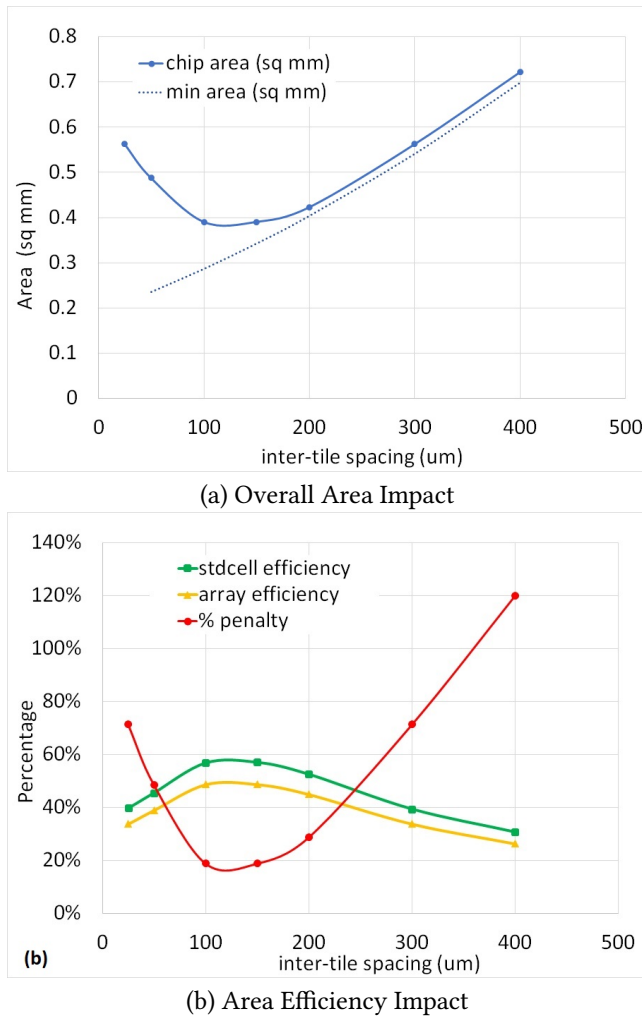 0.8
chip area (sq mm)
min area (sq mm)
0.7
0.6
0.5
0.4
0.3
0.2
0.1
0
Area (sq mm)
0 100 200 300 400 500
inter-tile spacing (um)
(a) Overall Area Impact
140%
stdcell efficiency
array efficiency
% penalty
120%
100%
80%
60%
40%
20%
0%
Percentage
0 100 200 300 400 500
(b)
inter-tile spacing (um)
(b) Area Efficiency Impact